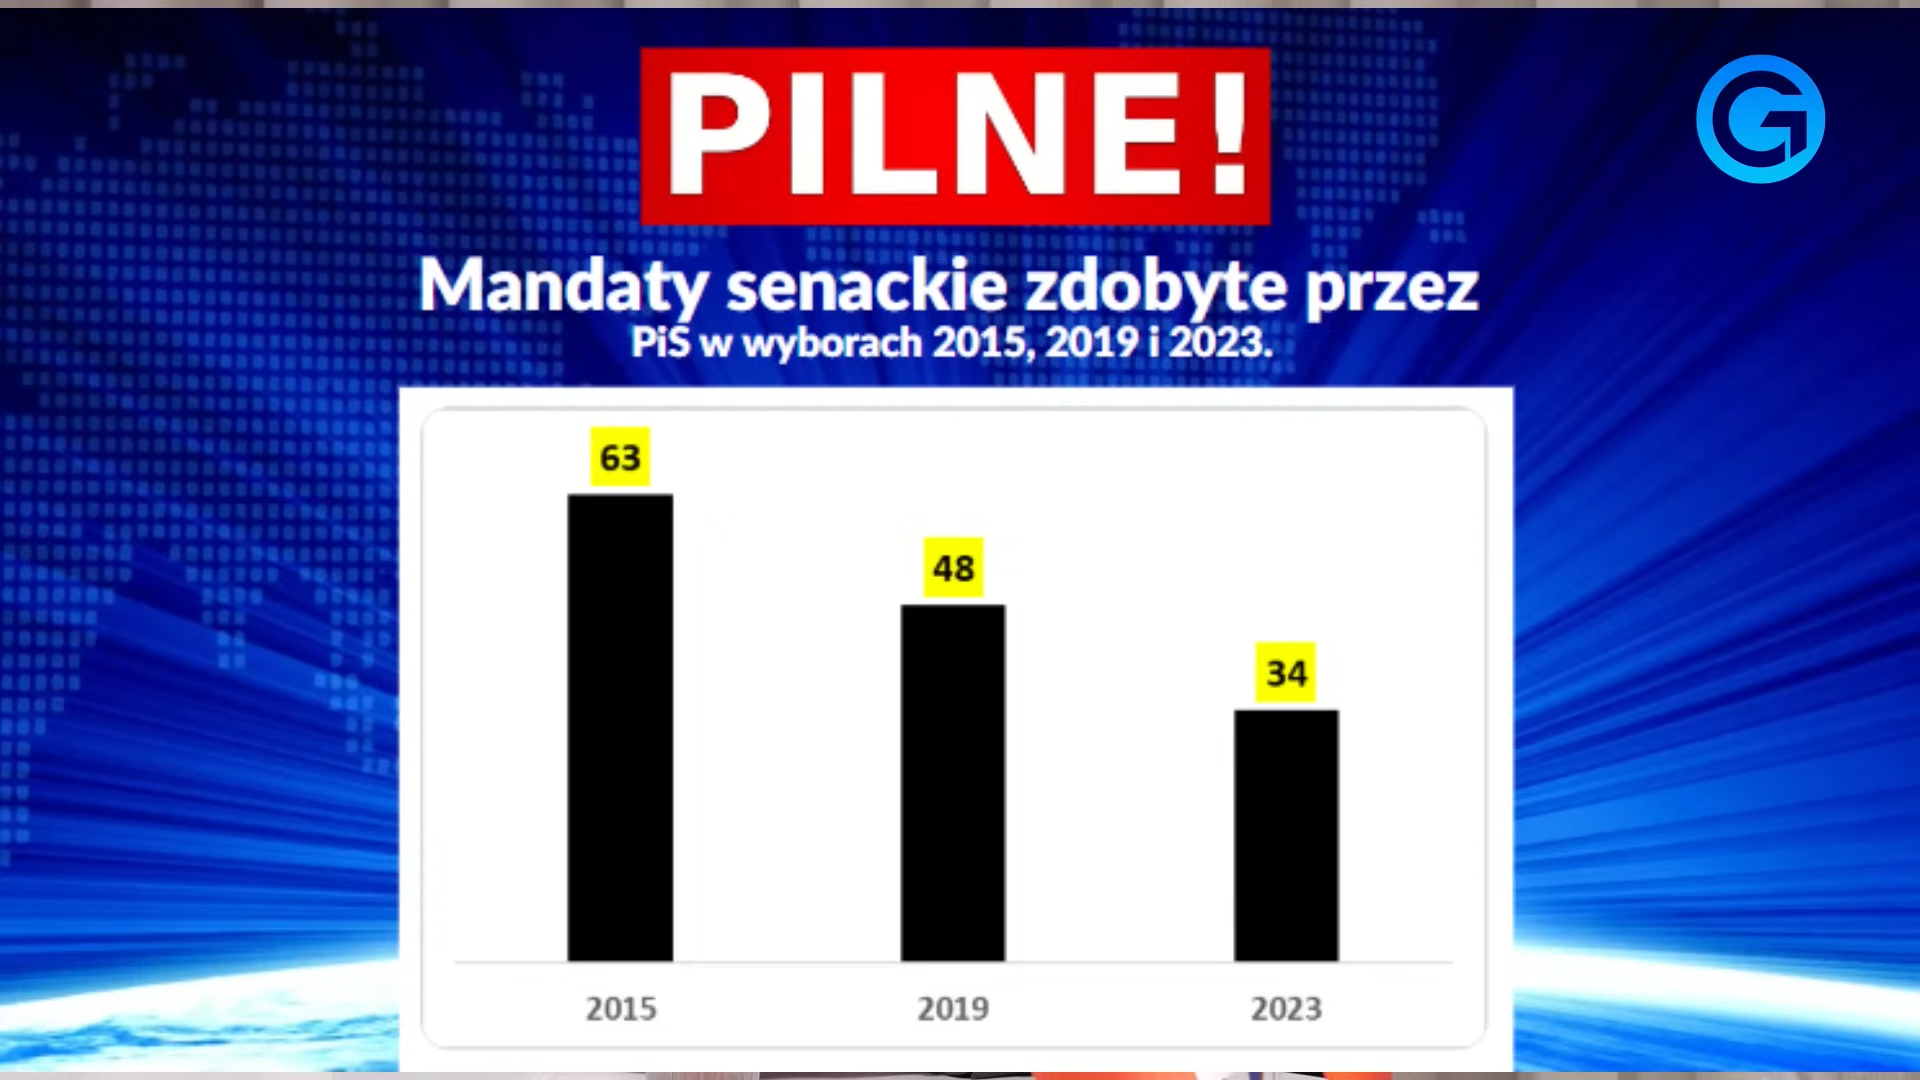 PILNE!
Mandaty senackie zdobyte przez
PiS w wyborach 2015, 2019 i 2023.
63
48
34
2015
2019
2023